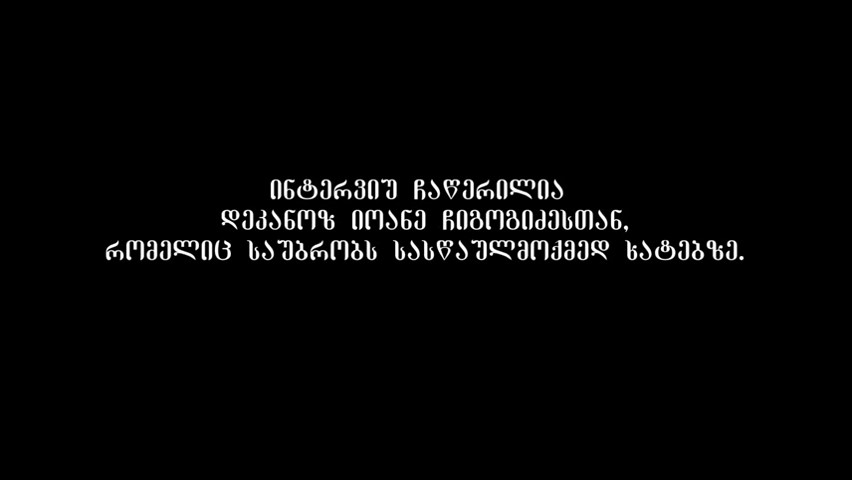 ინტერვიუ ჩაწერილია
დეკანოზ იოანე ჩიგოგიძესთან,
რომელიც საუბრობს სასწაულმოქმედ ხატებზე.